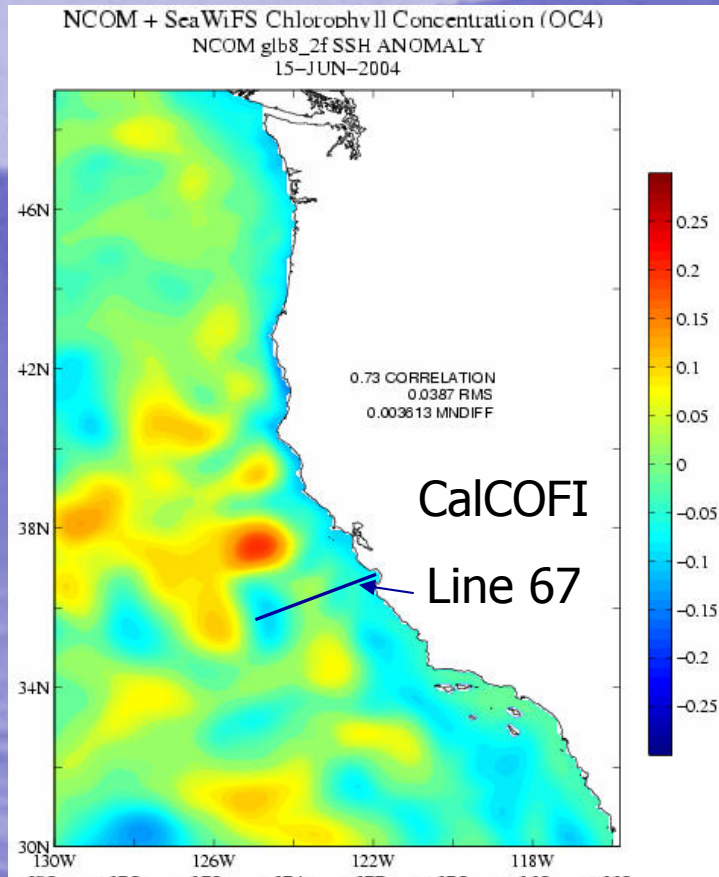 NCOM + SeaWiFS Chlorophyll Concentration (OC4)
NCOM glb8_2f SSH ANOMALY
15-JUN-2004
46N
42N
38N
34N
30N
130W
126W
122W
118W
0.73 CORRELATION
0.0387 RMS
0.003613 MNDIFF
CalCOFI
Line 67
0.25
0.2
0.15
0.1
0.05
0
-0.05
-0.1
-0.15
-0.2
-0.25